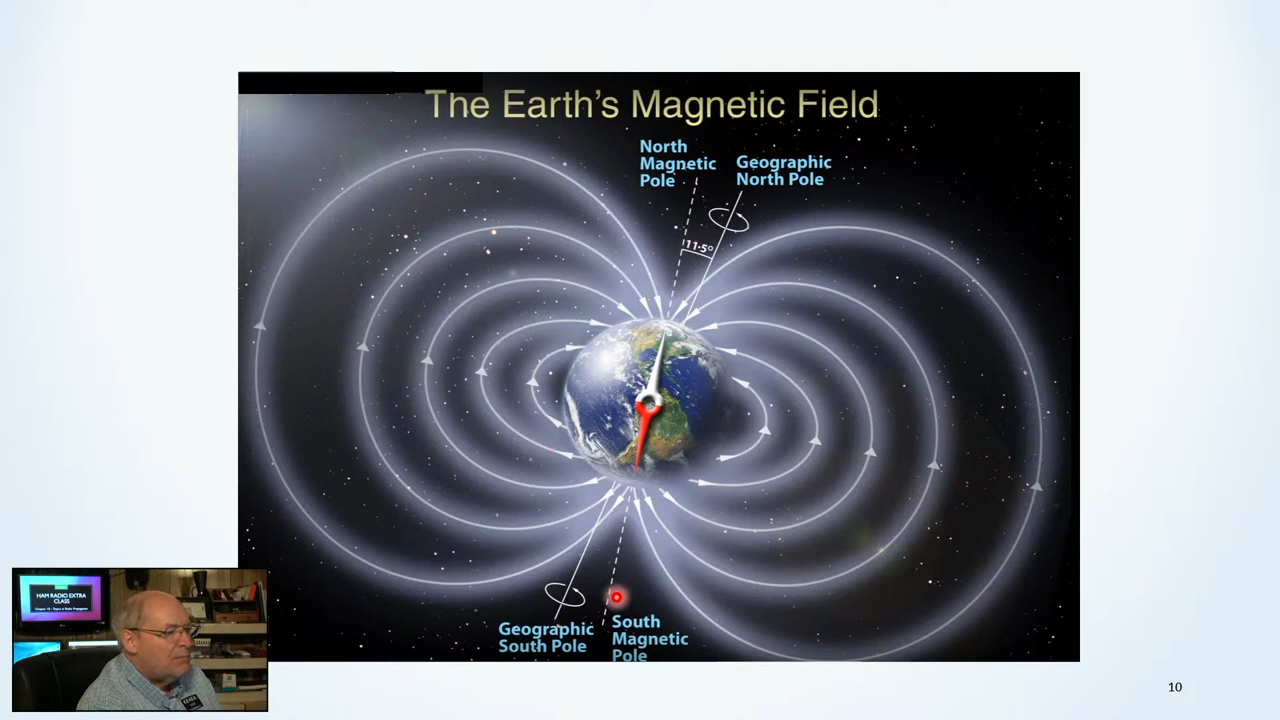 The Earth's Magnetic Field
North
Magnetic
Pole
Geographic
North Pole
11.5°
Geographic
South Pole
South
Magnetic
Pole
HAM RADIO EXTRA
CLASS
10